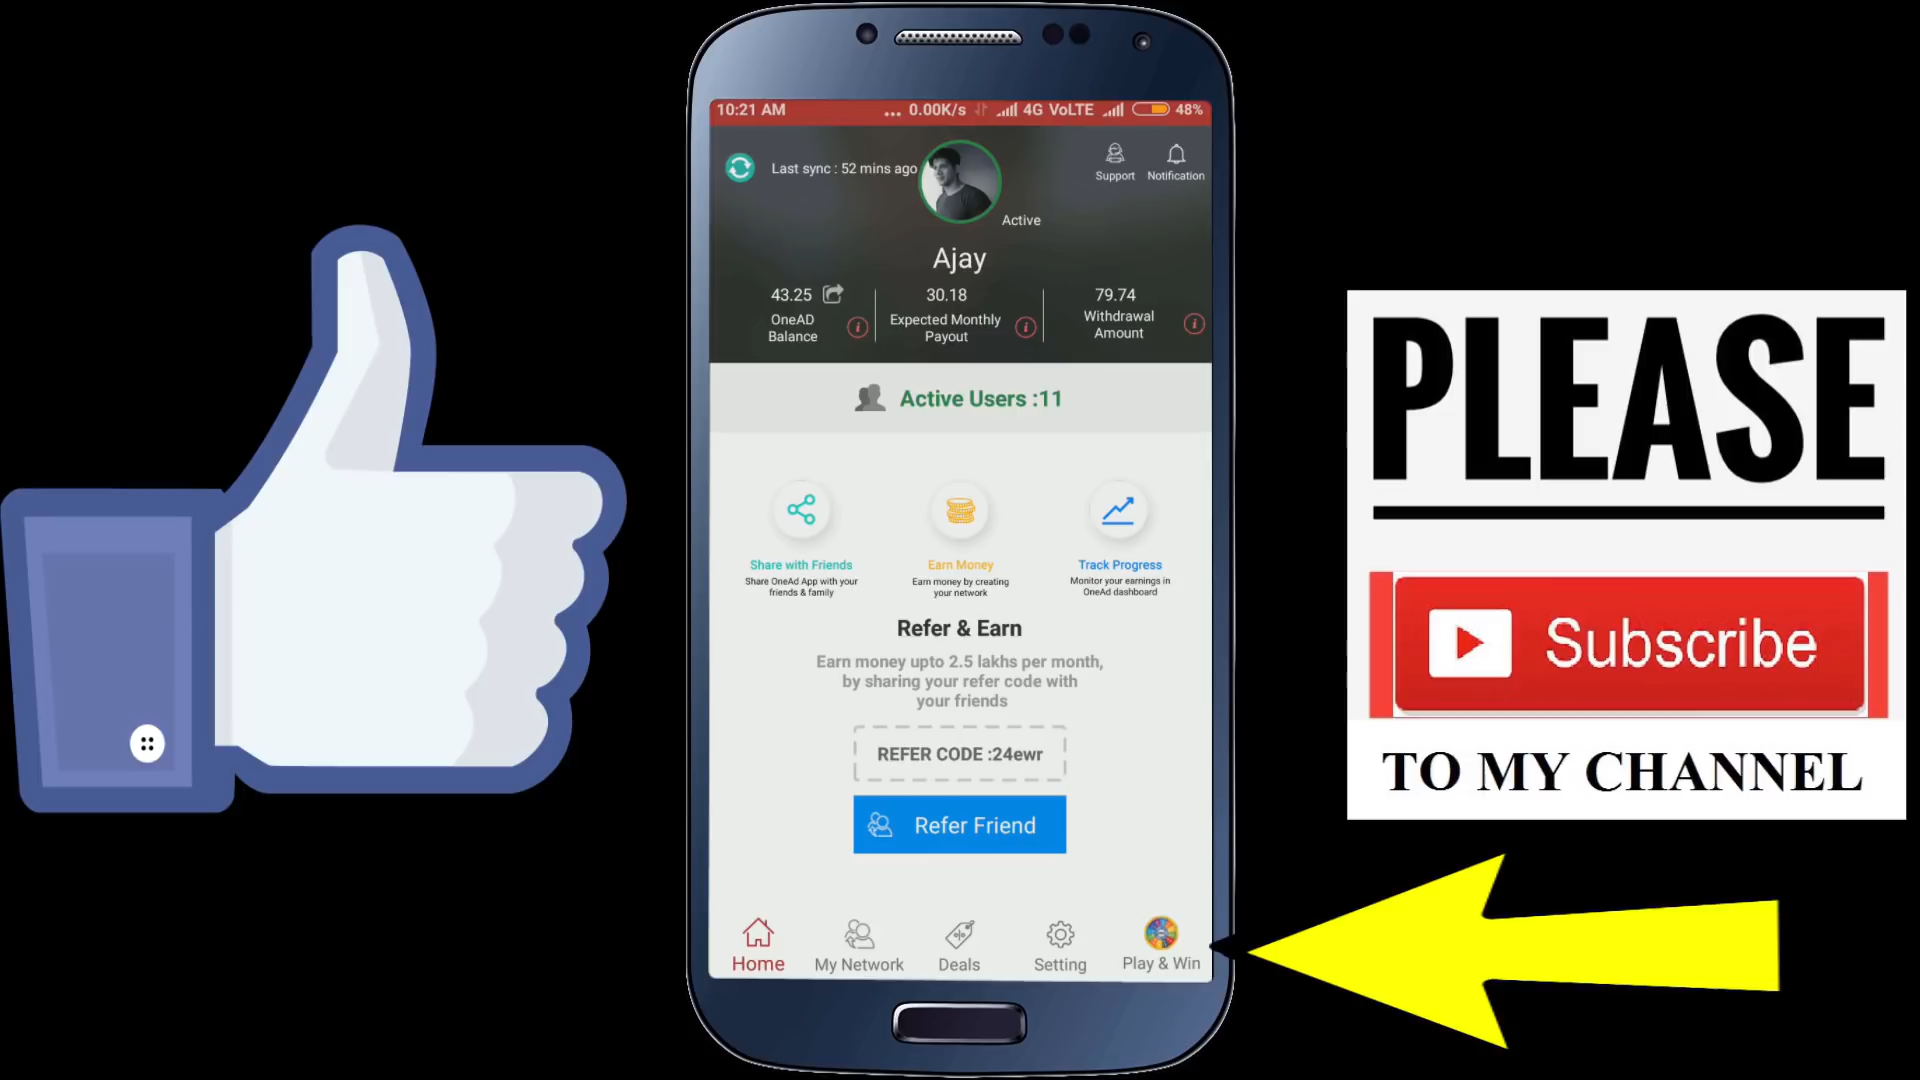 10:21 AM
... 0.00K/s 4G VoLTE 48%
Last sync : 52 mins ago
Support
Notification
Active
Ajay
43.25
OneAD
Balance
30.18
Expected Monthly
Payout
79.74
Withdrawal
Amount
Active Users :11
Share with Friends
Share OneAd App with your
friends & family
Earn Money
Earn money by creating
your network
Track Progress
Monitor your earnings in
OneAd dashboard
Refer & Earn
Earn money upto 2.5 lakhs per month,
by sharing your refer code with
your friends
REFER CODE :24ewr
Refer Friend
Home
My Network
Deals
Setting
Play & Win
PLEASE
Subscribe
TO MY CHANNEL